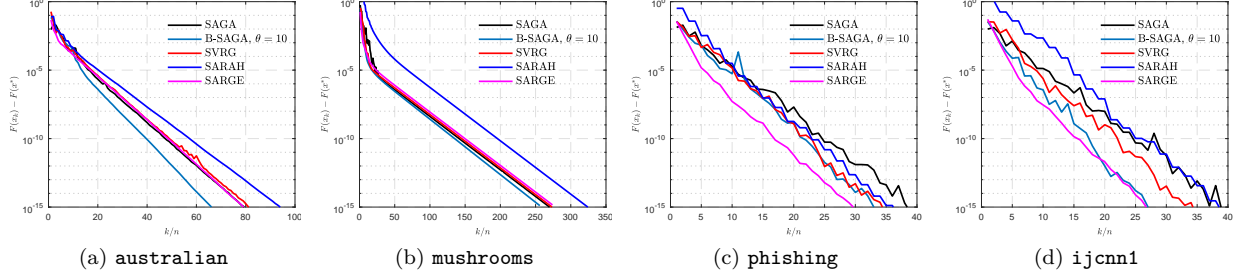 SAGA
B-SAGA, θ = 10
SVRG
SARAH
SARGE
10^-5
10^-10
10^-15
F(x_k) − F(x*)
0 20 40 60 80 100
k/n
(a) australian
SAGA
B-SAGA, θ = 10
SVRG
SARAH
SARGE
10^-5
10^-10
10^-15
F(x_k) − F(x*)
0 50 100 150 200 250 300 350
k/n
(b) mushrooms
SAGA
B-SAGA, θ = 10
SVRG
SARAH
SARGE
10^0
10^-5
10^-10
10^-15
F(x_k) − F(x*)
0 5 10 15 20 25 30 35 40
k/n
(c) phishing
SAGA
B-SAGA, θ = 10
SVRG
SARAH
SARGE
10^0
10^-5
10^-10
10^-15
F(x_k) − F(x*)
0 5 10 15 20 25 30 35 40
k/n
(d) ijcnn1